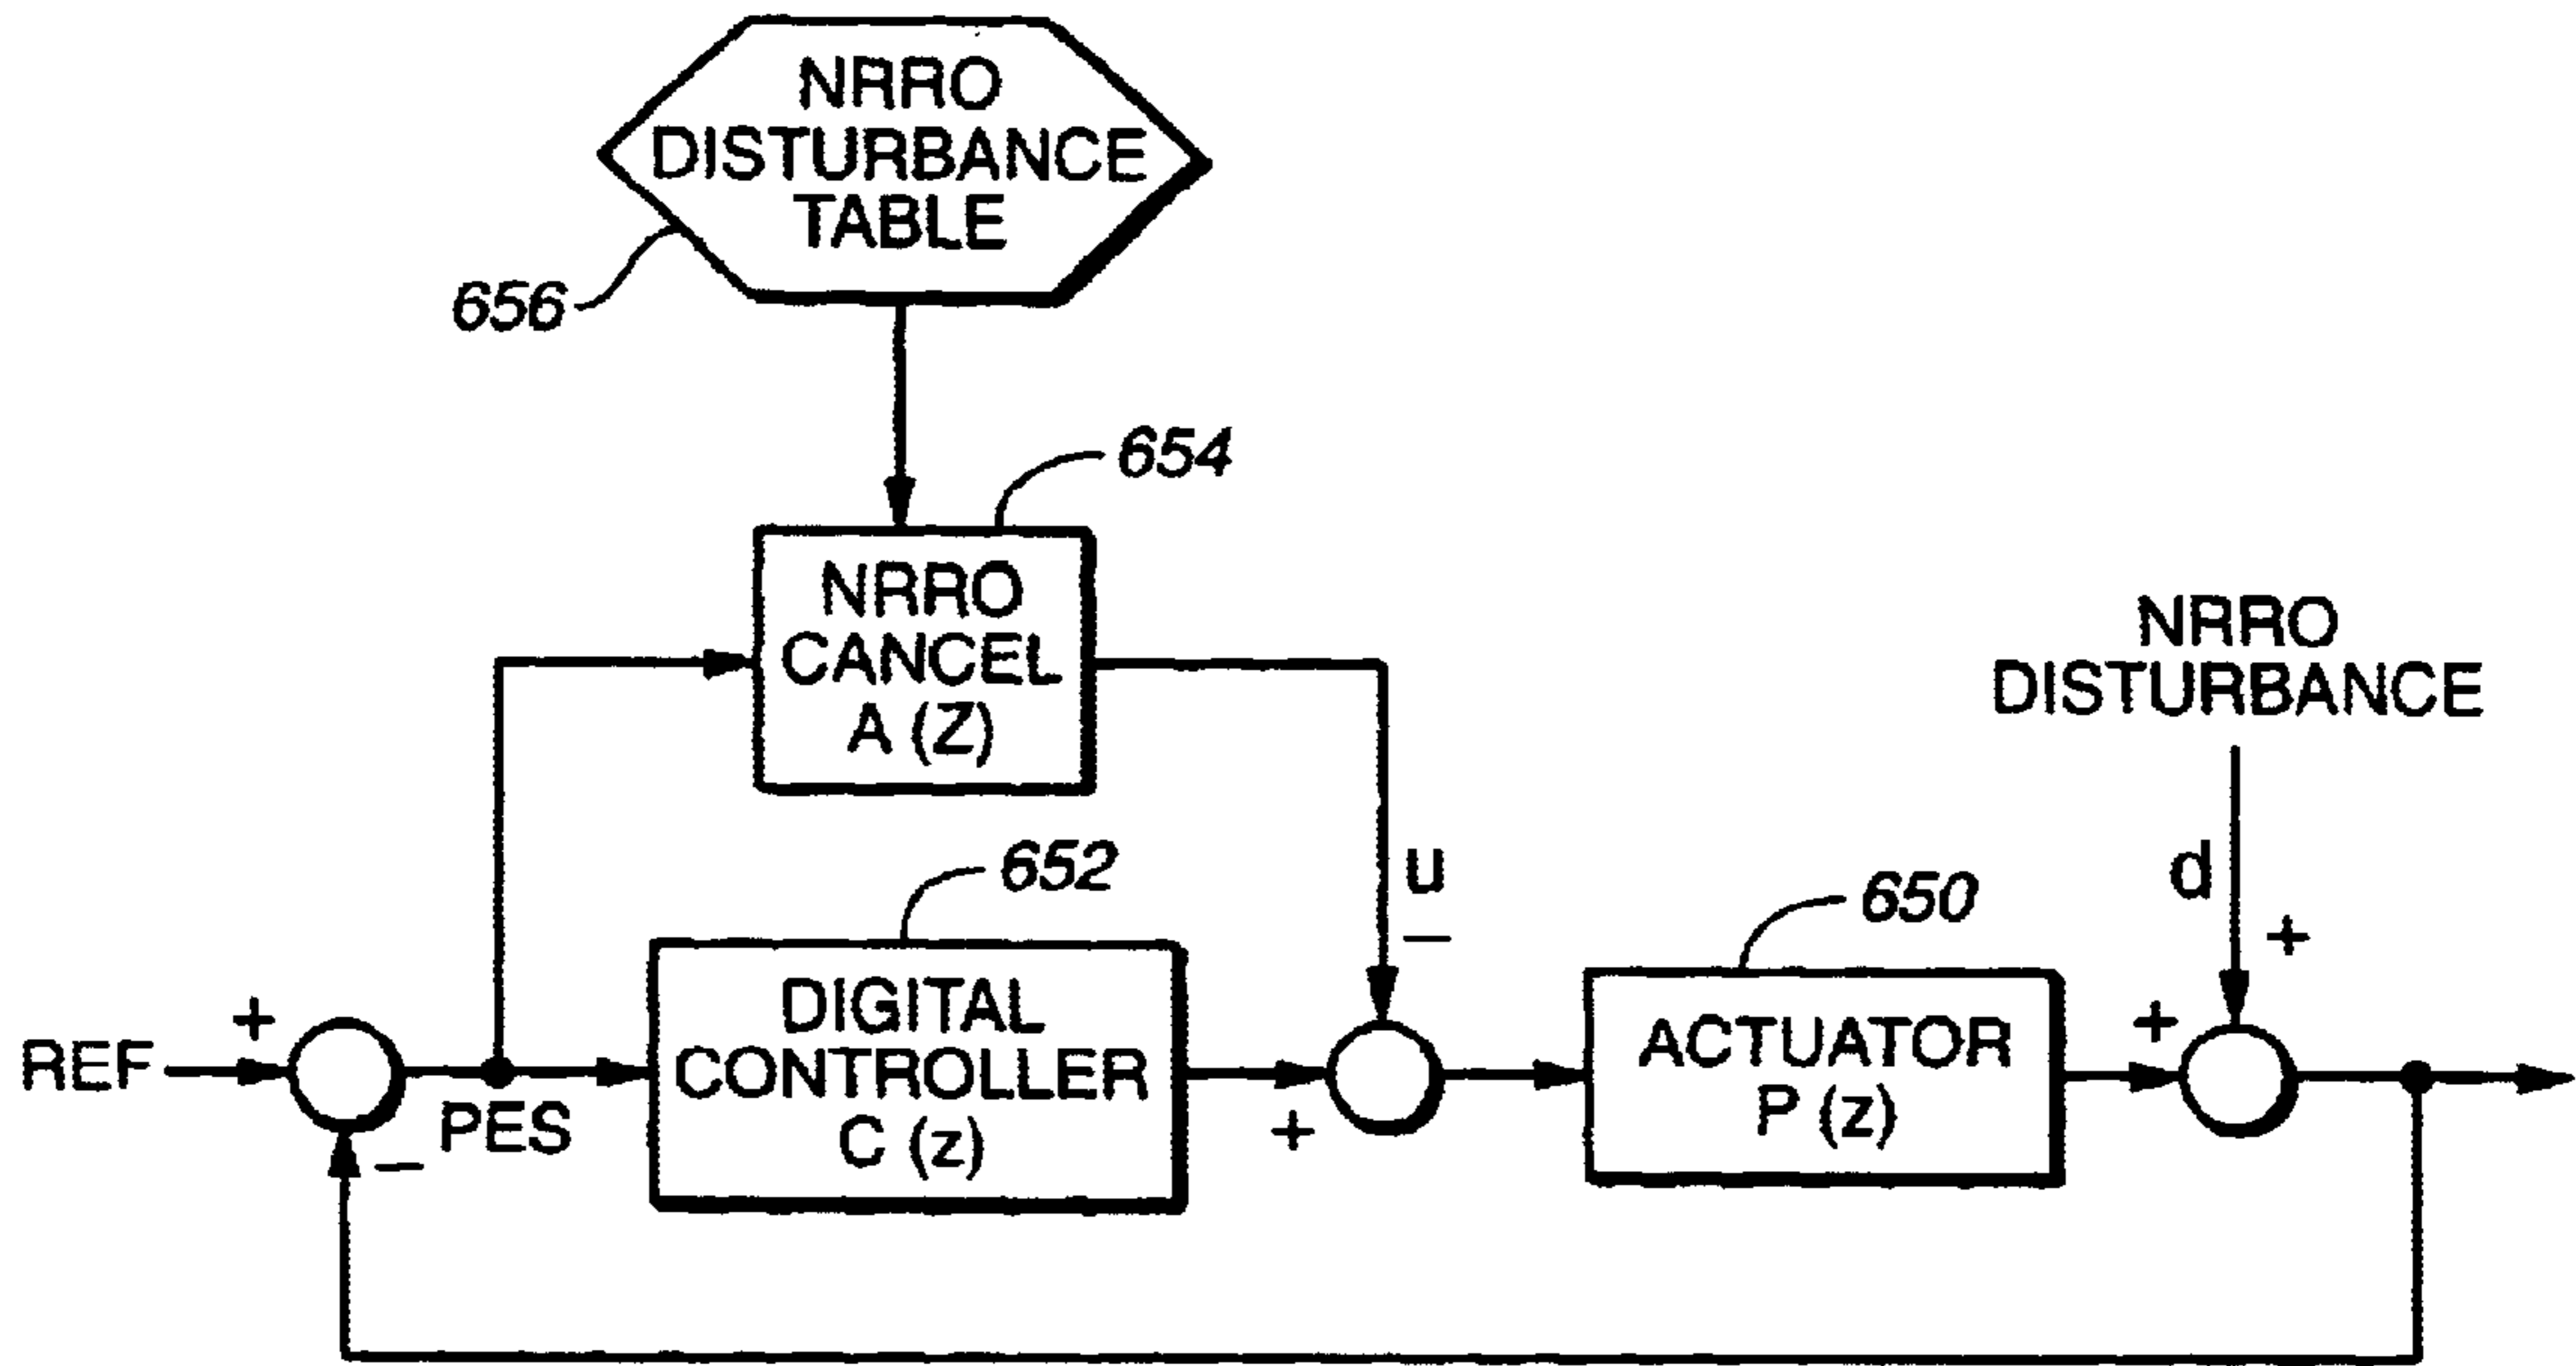 NRRO
DISTURBANCE
TABLE
656
654
NRRO
CANCEL
A (Z)
NRRO
DISTURBANCE
652
u
−
650
d
+
REF
+
−
PES
DIGITAL
CONTROLLER
C (z)
+
ACTUATOR
P (z)
+